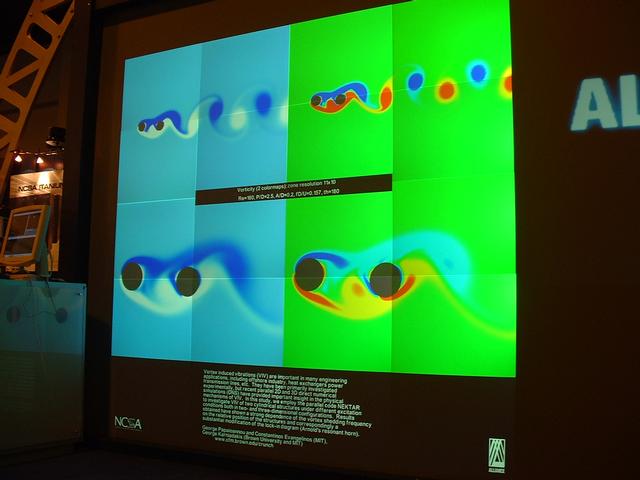 AL
NCSA ITANIUM
Vorticity (2 colormaps): zone resolution 11x10
Re=160, P/D=2.5, A/D=0.2, fD/U=0.157, th=180
Vortex induced vibrations (VIV) are important in many engineering
applications, including offshore industry, heat exchangers power
transmission lines, etc. They have been primarily investigated
experimentally, but recent parallel 2D and 3D direct numerical
simulations (DNS) have provided important insight in the physical
mechanisms of VIV. In this study, we employ the parallel code NEKTAR
to investigate VIV of two cylindrical structures under different excitation
conditions both in two- and three-dimensional configurations. Results
obtained have shown a strong dependence of the vortex shedding frequency
on the relative position of the structures and correspondingly a
substantial modification of the lock-in diagram (Arnold's resonant horn).
George Papaioannou and Constantinos Evangelinos (MIT),
George Karniadakis (Brown University and MIT)
www.cfm.brown.edu/crunch
NCSA
ALLIANCE